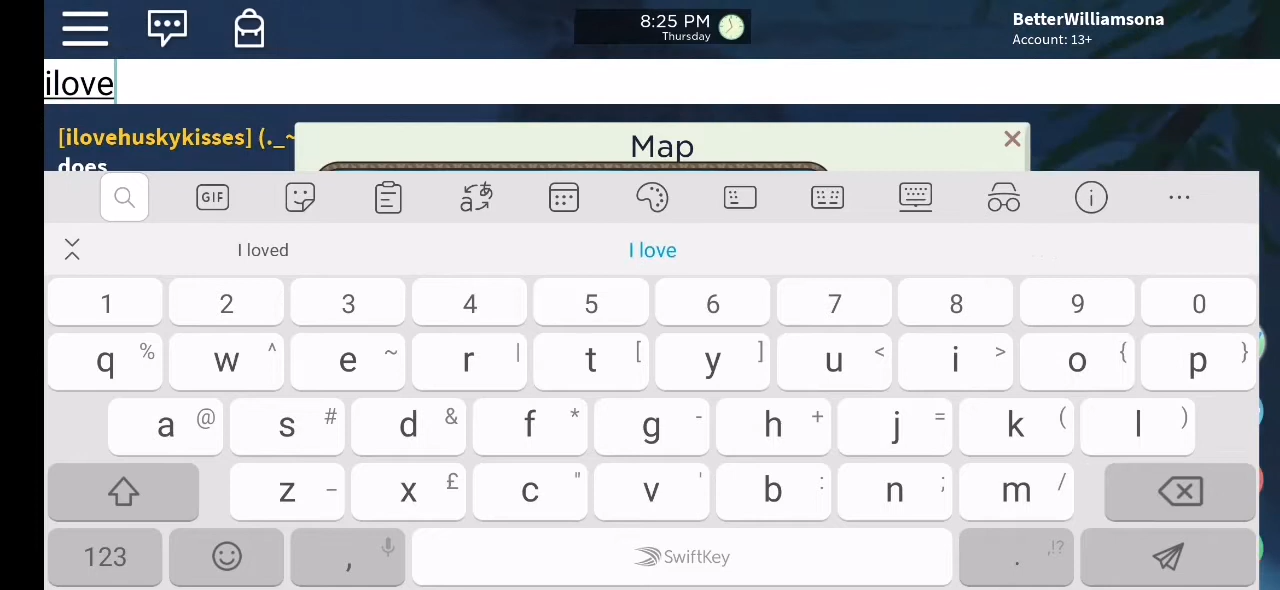 8:25 PM
Thursday
BetterWilliamsona
Account: 13+
ilove
[ilovehuskykisses] (._~
does
Map
GIF
I loved
I love
1 2 3 4 5 6 7 8 9 0
q % w ^ e ~ r | t [ y ] u < i > o { p }
a @ s # d & f * g - h + j = k ( l )
z _ x £ c " v ' b : n ; m /
123 , SwiftKey . ,!?